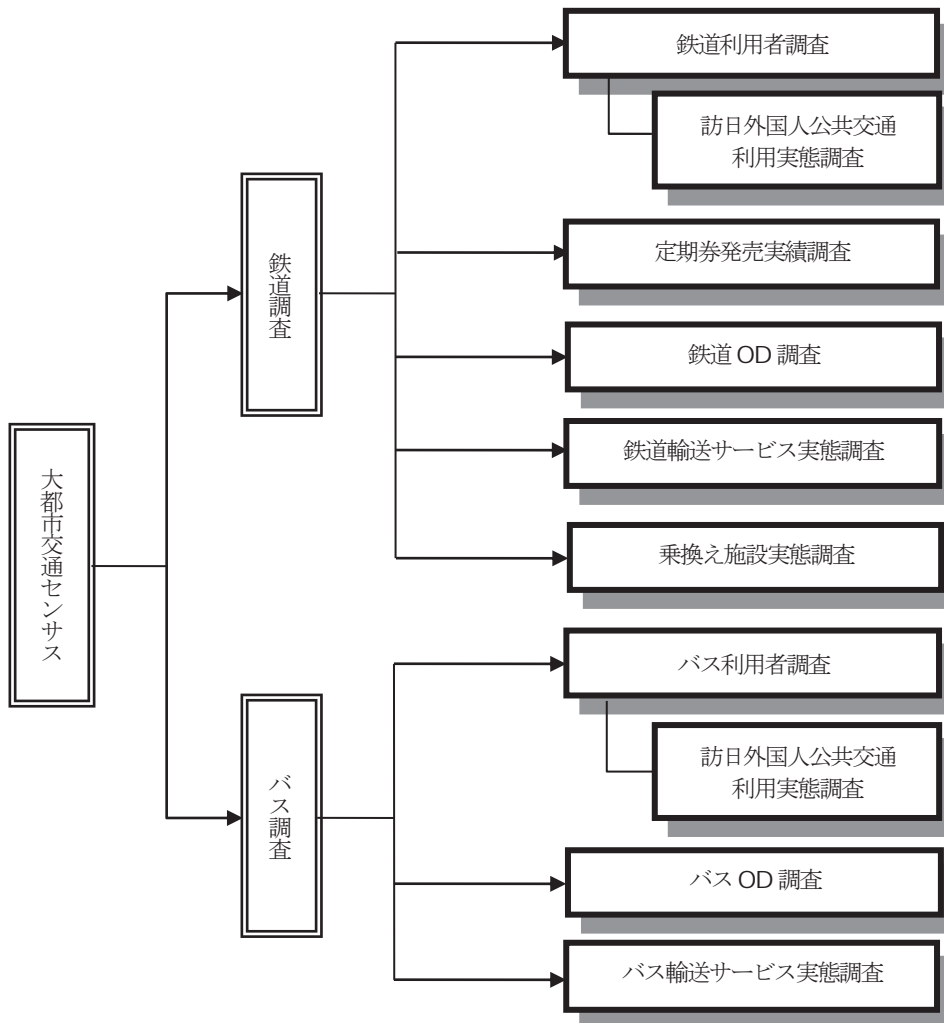 大都市交通センサス
鉄道調査
鉄道利用者調査
訪日外国人公共交通
利用実態調査
定期券発売実績調査
鉄道 OD 調査
鉄道輸送サービス実態調査
乗換え施設実態調査
バス調査
バス利用者調査
訪日外国人公共交通
利用実態調査
バス OD 調査
バス輸送サービス実態調査